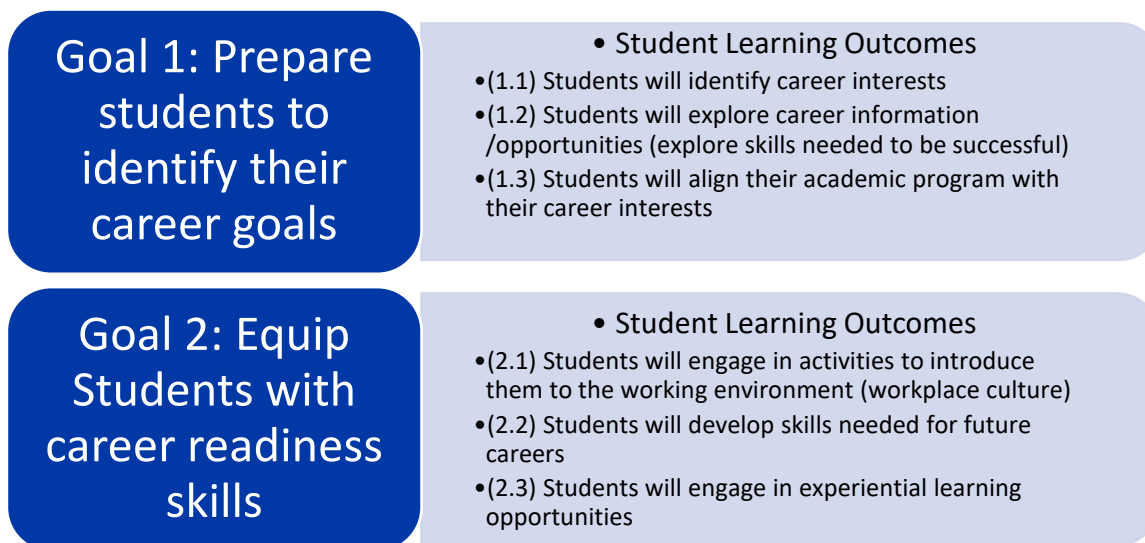 Goal 1: Prepare
students to
identify their
career goals
• Student Learning Outcomes
•(1.1) Students will identify career interests
•(1.2) Students will explore career information
/opportunities (explore skills needed to be successful)
•(1.3) Students will align their academic program with
their career interests
Goal 2: Equip
Students with
career readiness
skills
• Student Learning Outcomes
•(2.1) Students will engage in activities to introduce
them to the working environment (workplace culture)
•(2.2) Students will develop skills needed for future
careers
•(2.3) Students will engage in experiential learning
opportunities